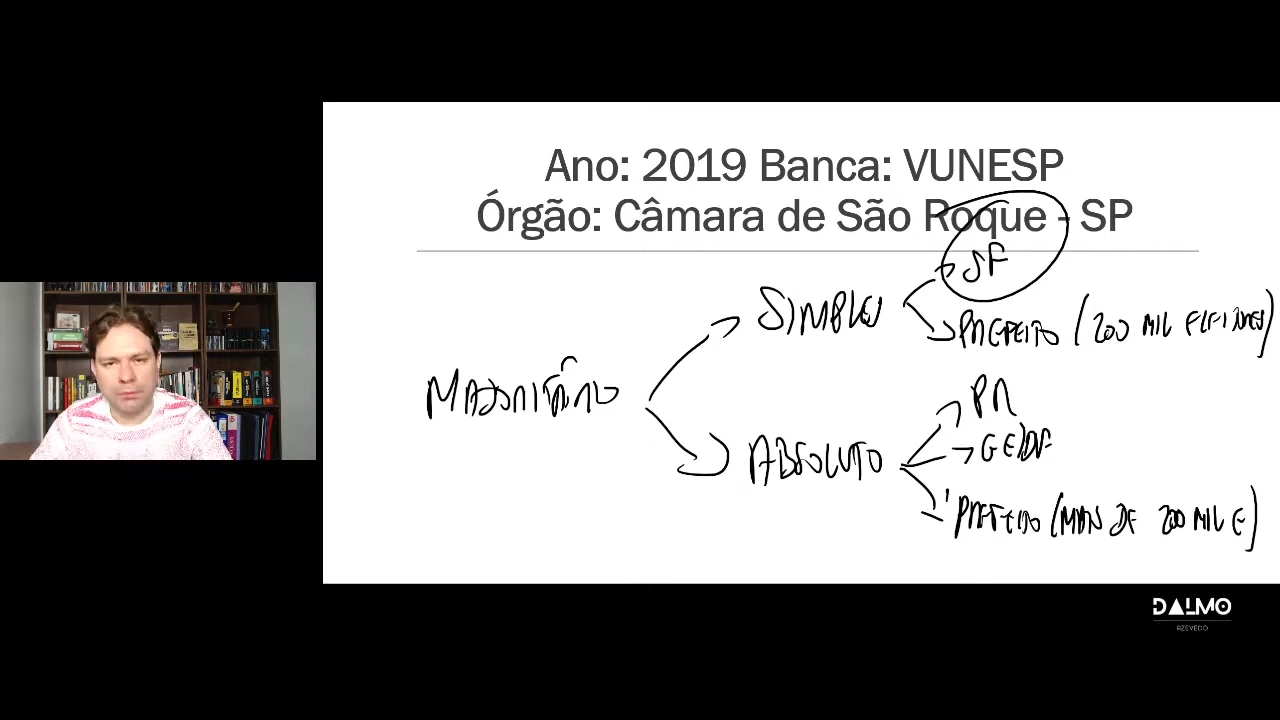 Ano: 2019 Banca: VUNESP
Órgão: Câmara de São Roque - SP
SF
SIMPLES
PREFEITO (200 MIL ELEITORES)
MAJORITÁRIO
PR
GE/DF
ABSOLUTO
PREFEITO (MAIS DE 200 MIL E)
DALMO
AZEVEDO